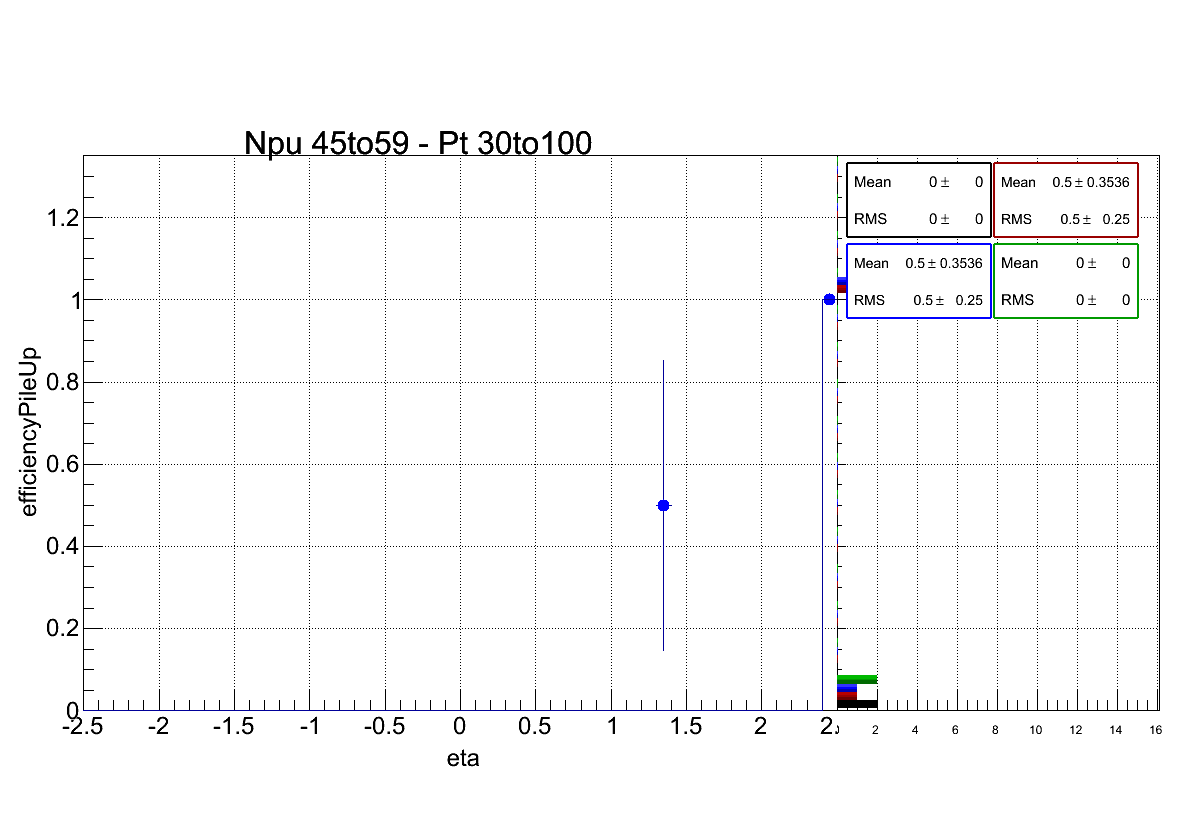 Npu 45to59 - Pt 30to100
Mean 0 ± 0
RMS 0 ± 0
Mean 0.5 ± 0.3536
RMS 0.5 ± 0.25
Mean 0.5 ± 0.3536
RMS 0.5 ± 0.25
Mean 0 ± 0
RMS 0 ± 0
efficiencyPileUp
1.2
1
0.8
0.6
0.4
0.2
0
-2.5 -2 -1.5 -1 -0.5 0 0.5 1 1.5 2
2 4 6 8 10 12 14 16
eta